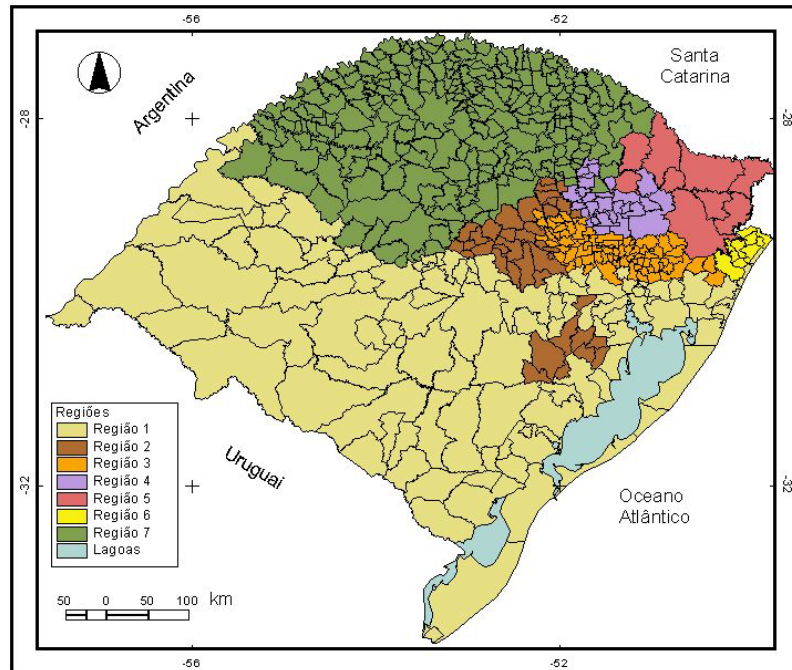 -56
-52
Santa
Catarina
Argentina
-28
-28
Regiões
Região 1
Região 2
Região 3
Região 4
Região 5
Região 6
Região 7
Lagoas
Uruguai
-32
-32
Oceano
Atlântico
50 0 50 100 km
-56
-52